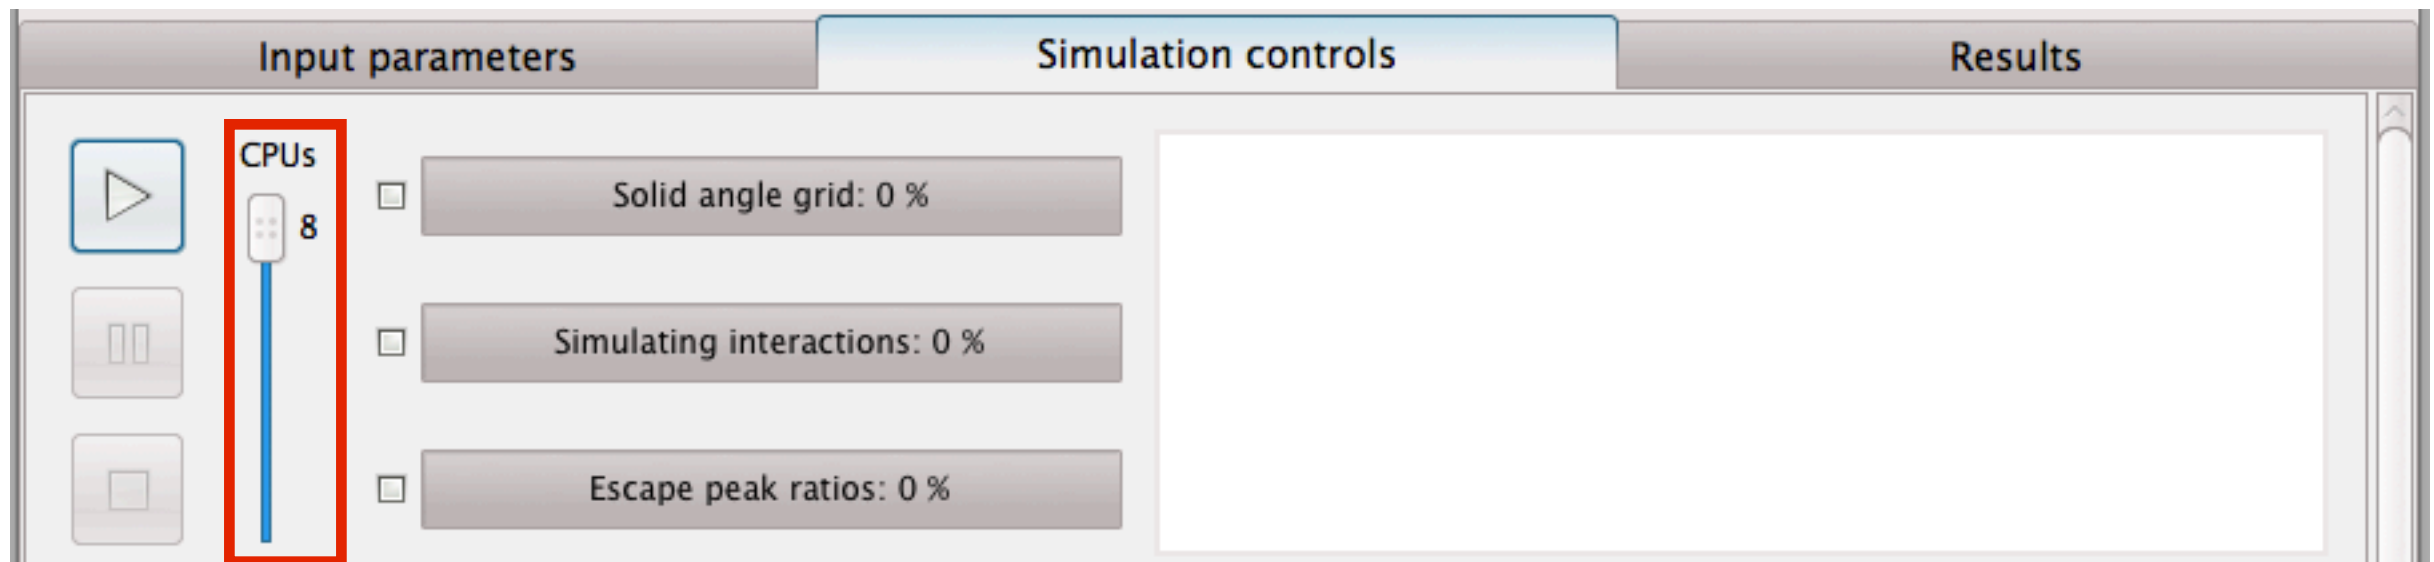 Input parameters
Simulation controls
Results
CPUs
8
Solid angle grid: 0 %
Simulating interactions: 0 %
Escape peak ratios: 0 %